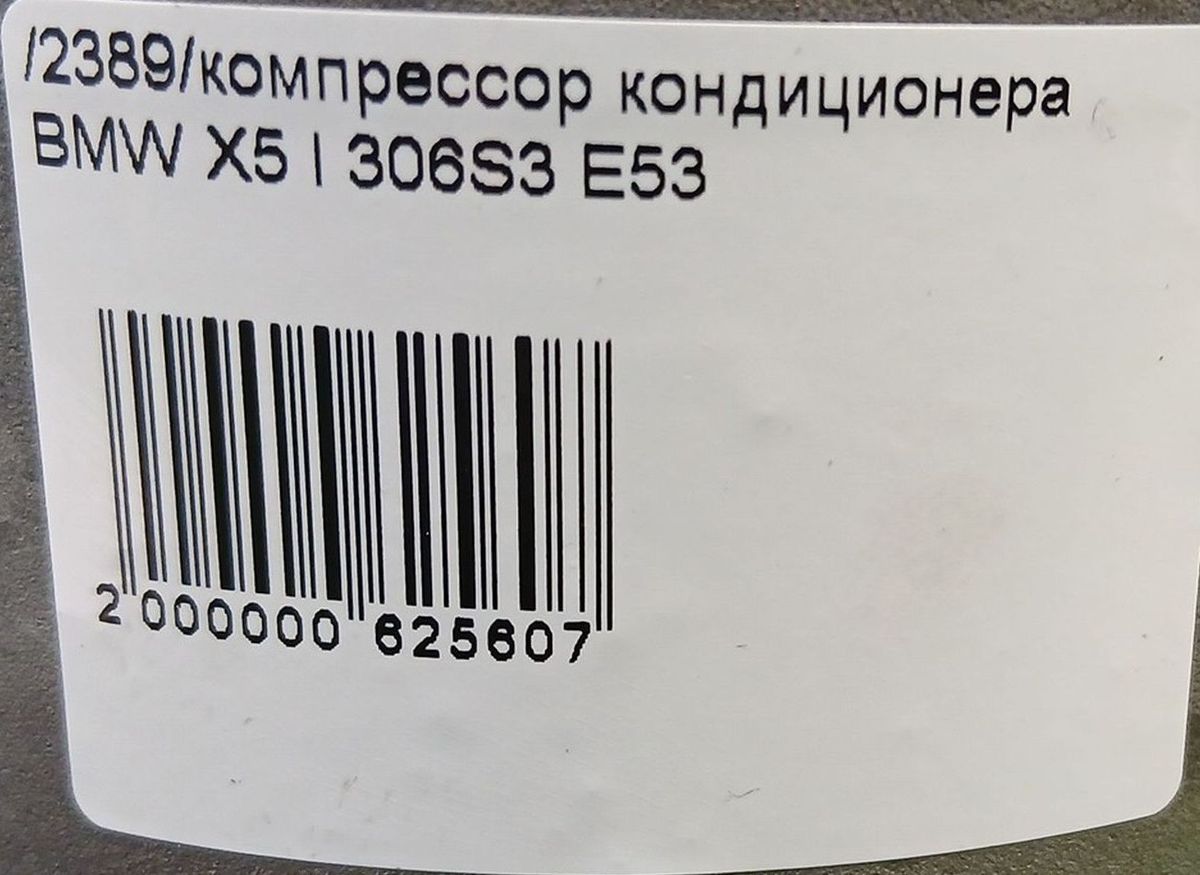 /2389/компрессор кондиционера
BMW X5 I 306S3 E53
2 000000 625607